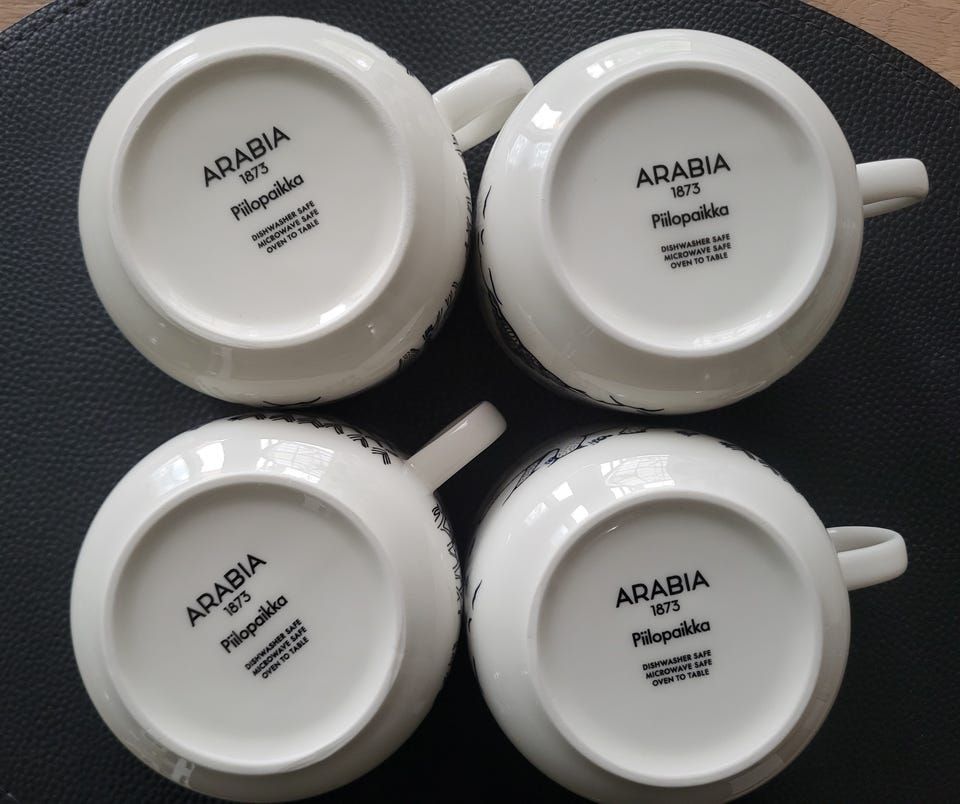 ARABIA
1873
Piilopaikka
DISHWASHER SAFE
MICROWAVE SAFE
OVEN TO TABLE
ARABIA
1873
Piilopaikka
DISHWASHER SAFE
MICROWAVE SAFE
OVEN TO TABLE
ARABIA
1873
Piilopaikka
DISHWASHER SAFE
MICROWAVE SAFE
OVEN TO TABLE
ARABIA
1873
Piilopaikka
DISHWASHER SAFE
MICROWAVE SAFE
OVEN TO TABLE